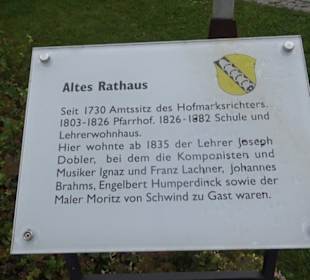 Altes Rathaus
Seit 1730 Amtssitz des Hofmarksrichters.
1803-1826 Pfarrhof. 1826-1882 Schule und
Lehrerwohnhaus.
Hier wohnte ab 1835 der Lehrer Joseph
Dobler, bei dem die Komponisten und
Musiker Ignaz und Franz Lachner, Johannes
Brahms, Engelbert Humperdinck sowie der
Maler Moritz von Schwind zu Gast waren.